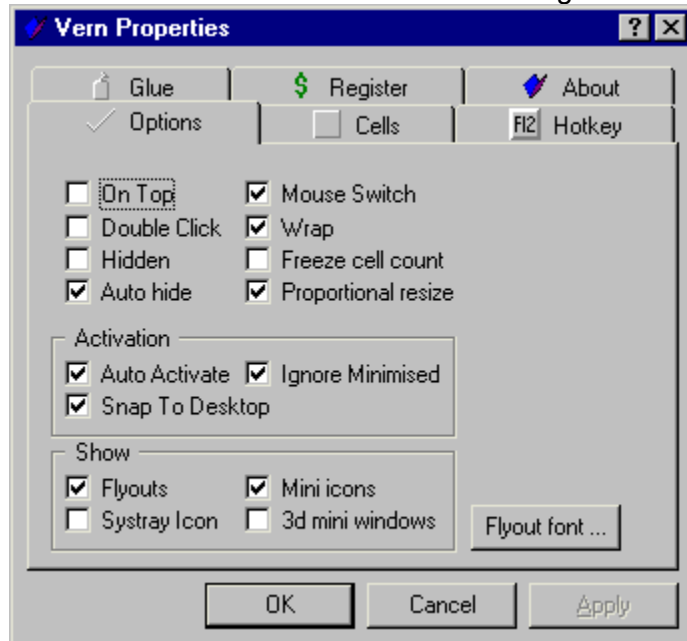 Vern Properties
Glue Register About
Options Cells FI2 Hotkey
On Top Mouse Switch
Double Click Wrap
Hidden Freeze cell count
Auto hide Proportional resize
Activation
Auto Activate Ignore Minimised
Snap To Desktop
Show
Flyouts Mini icons
Systray Icon 3d mini windows
Flyout font ...
OK Cancel Apply